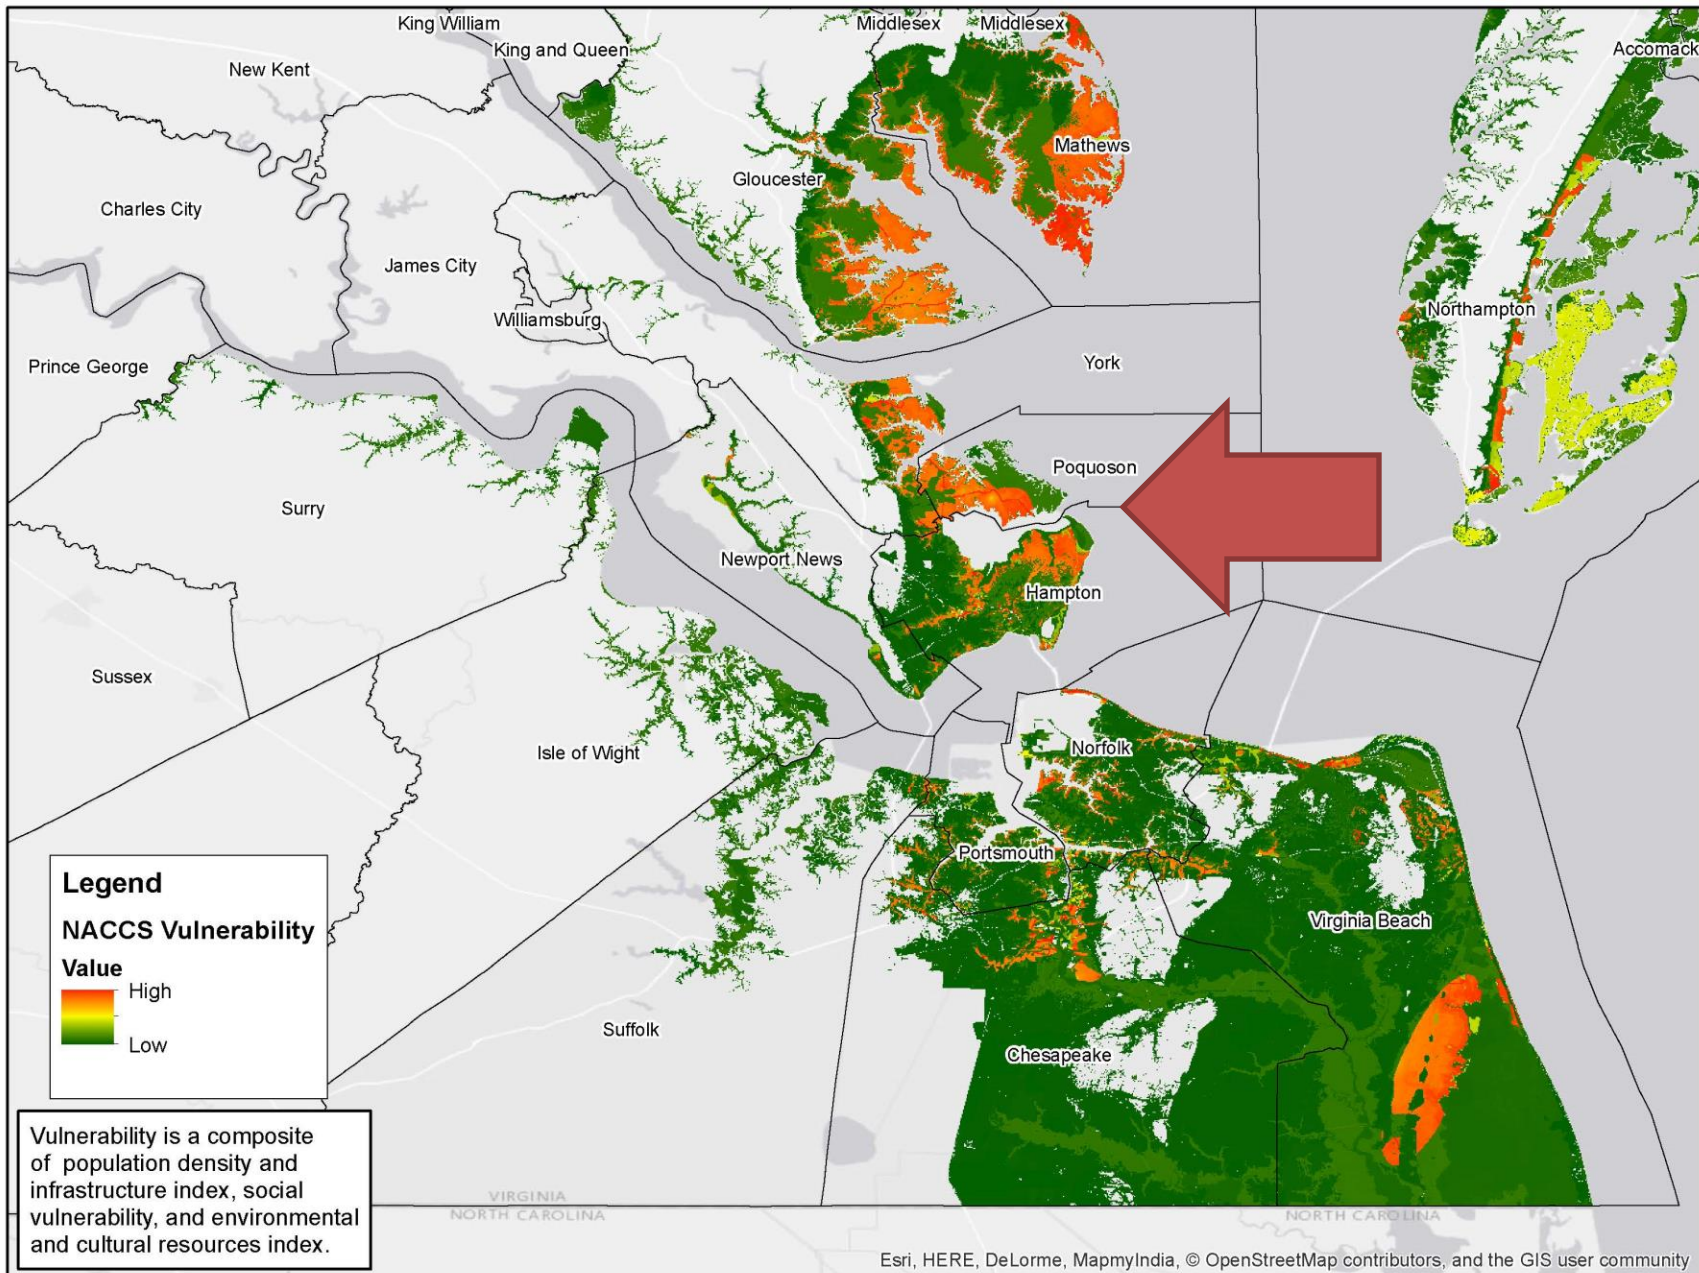 King William
Middlesex
Middlesex
King and Queen
Accomack
New Kent
Mathews
Gloucester
Charles City
James City
Northampton
Williamsburg
Prince George
York
Poquoson
Surry
Newport News
Hampton
Sussex
Isle of Wight
Norfolk
Portsmouth
Virginia Beach
Suffolk
Chesapeake
Legend
NACCS Vulnerability
Value
High
Low
Vulnerability is a composite
of population density and
infrastructure index, social
vulnerability, and environmental
and cultural resources index.
VIRGINIA
NORTH CAROLINA
VIRGINIA
NORTH CAROLINA
Esri, HERE, DeLorme, MapmyIndia, © OpenStreetMap contributors, and the GIS user community